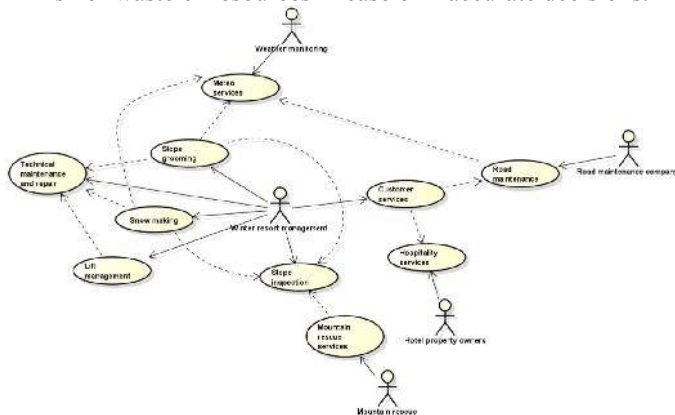 Weather monitoring
Meteo
services
Slope
grooming
Technical
maintenance
and repair
Customer
services
Road
maintenance
Road maintenance company
Snow making
Winter resort management
Lift
management
Slope
inspection
Hospitality
services
Mountain
rescue
services
Hotel property owners
Mountain rescue